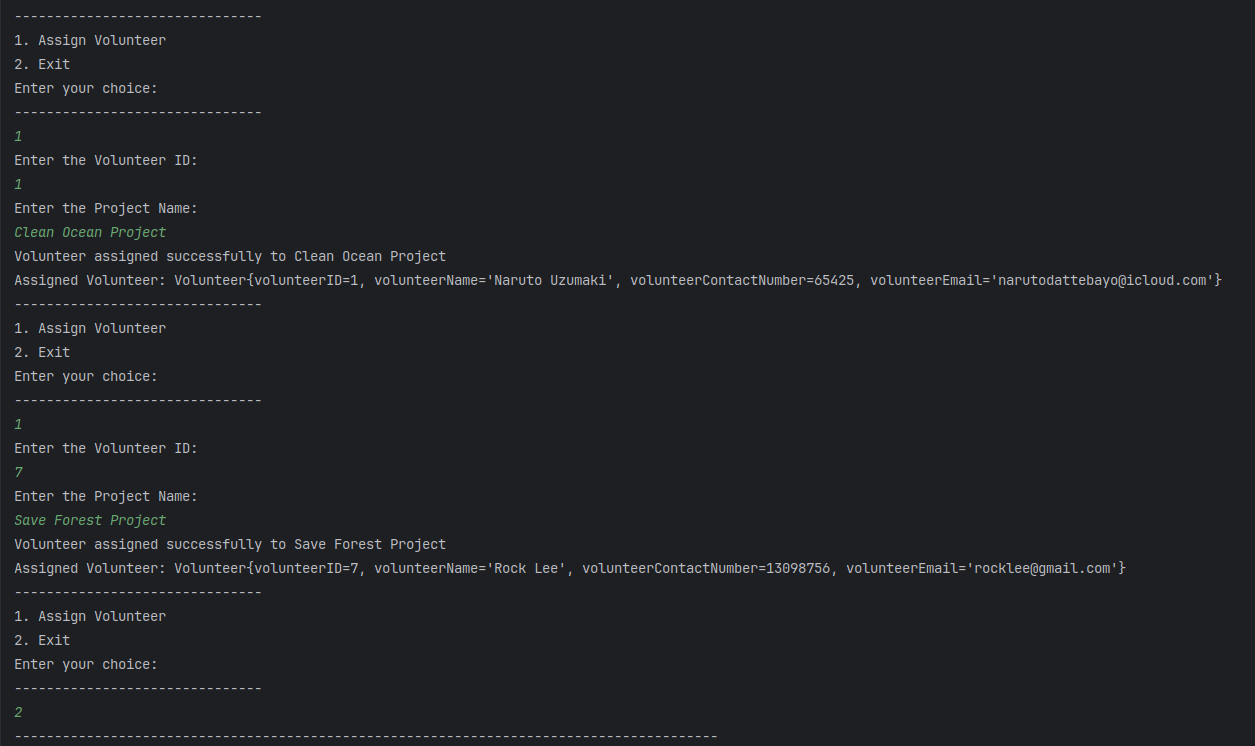 -------------------------------
1. Assign Volunteer
2. Exit
Enter your choice:
-------------------------------
1
Enter the Volunteer ID:
1
Enter the Project Name:
Clean Ocean Project
Volunteer assigned successfully to Clean Ocean Project
Assigned Volunteer: Volunteer{volunteerID=1, volunteerName='Naruto Uzumaki', volunteerContactNumber=65425, volunteerEmail='narutodattebayo@icloud.com'}
-------------------------------
1. Assign Volunteer
2. Exit
Enter your choice:
-------------------------------
1
Enter the Volunteer ID:
7
Enter the Project Name:
Save Forest Project
Volunteer assigned successfully to Save Forest Project
Assigned Volunteer: Volunteer{volunteerID=7, volunteerName='Rock Lee', volunteerContactNumber=13098756, volunteerEmail='rocklee@gmail.com'}
-------------------------------
1. Assign Volunteer
2. Exit
Enter your choice:
-------------------------------
2
----------------------------------------------------------------------------------------